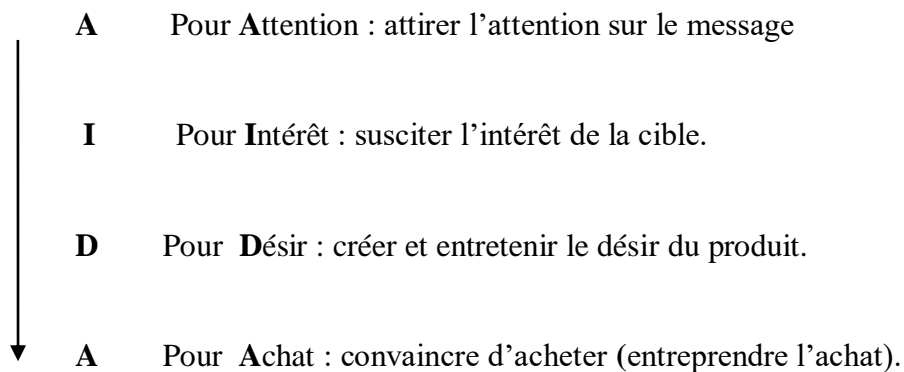 A Pour Attention : attirer l’attention sur le message
I Pour Intérêt : susciter l’intérêt de la cible.
D Pour Désir : créer et entretenir le désir du produit.
A Pour Achat : convaincre d’acheter (entreprendre l’achat).